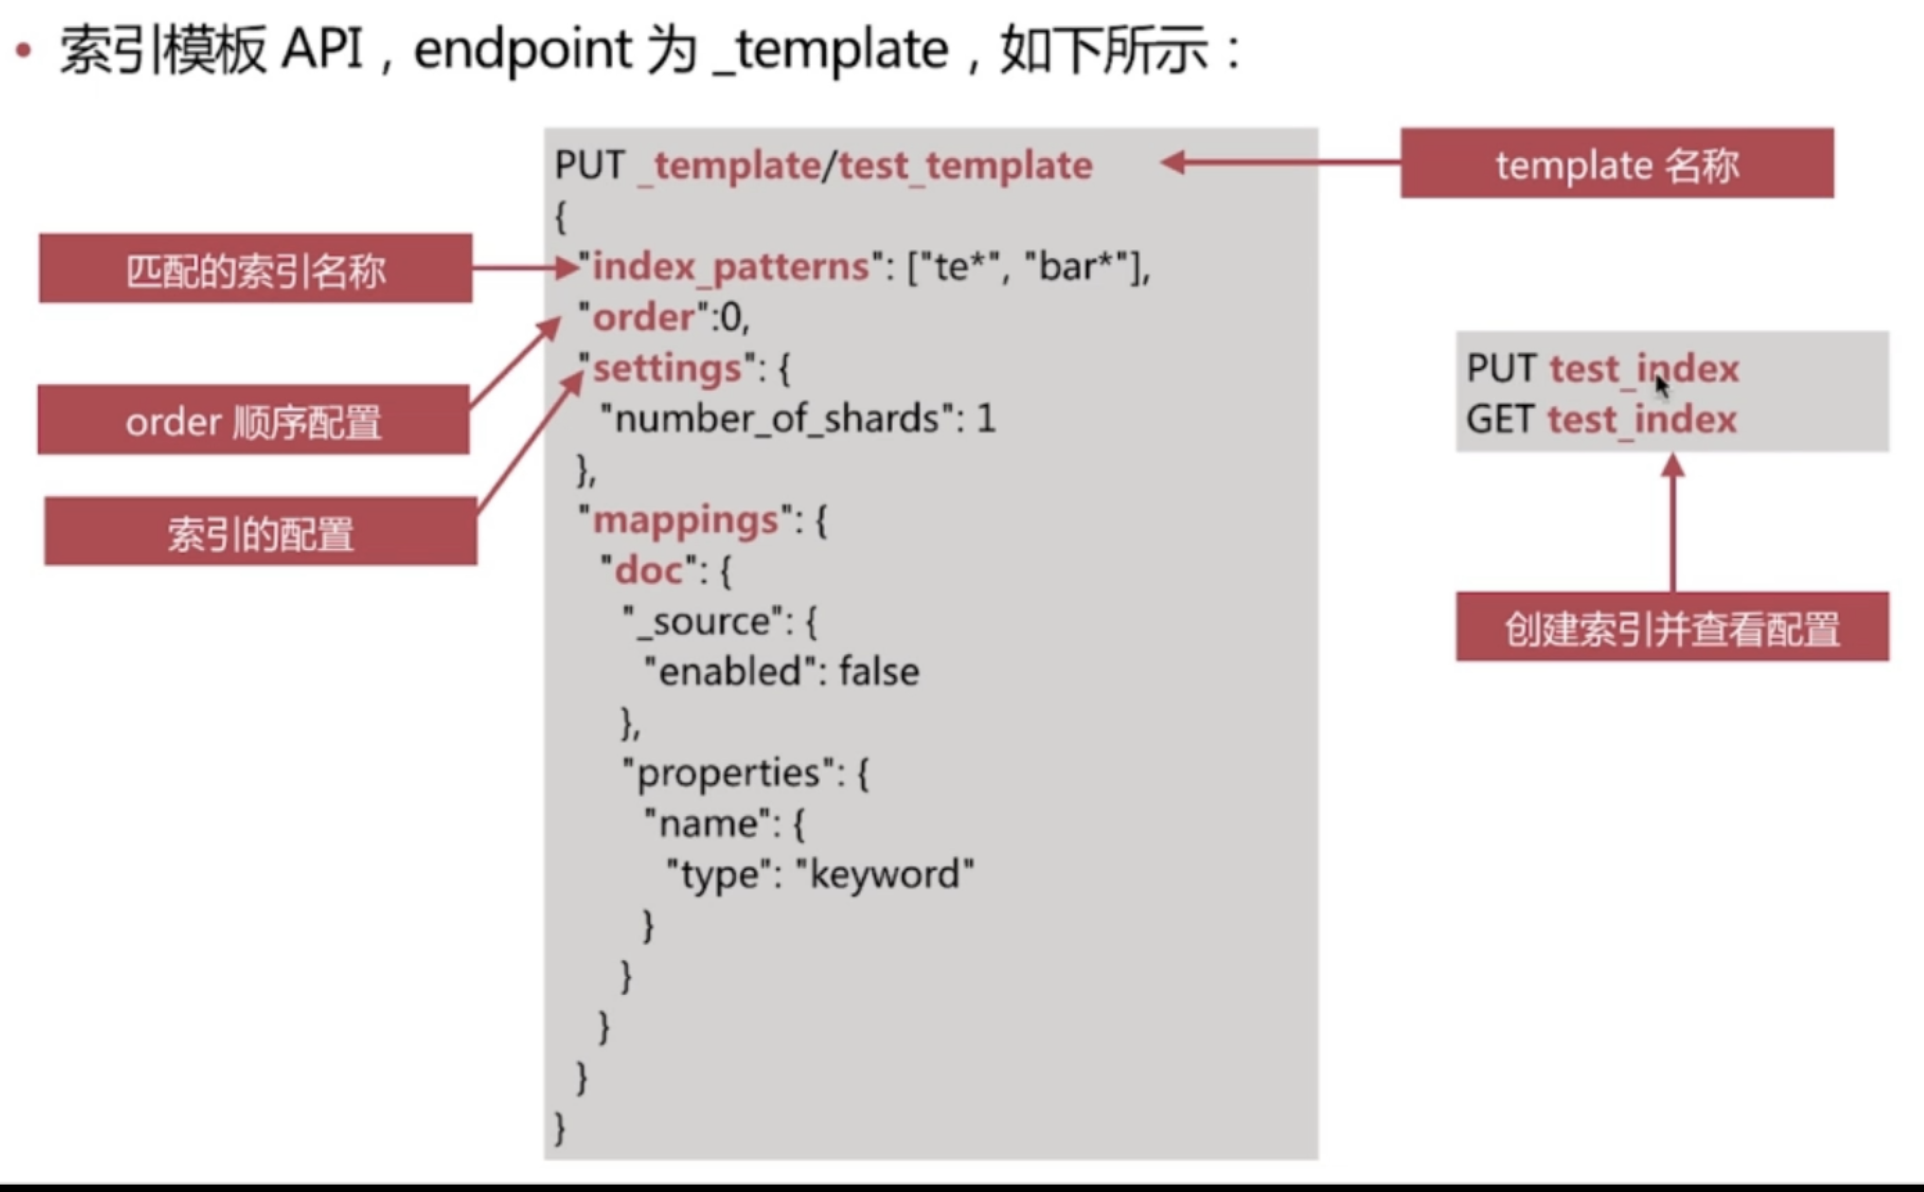 • 索引模板 API，endpoint 为 _template，如下所示：
PUT _template/test_template
{
"index_patterns": ["te*", "bar*"],
"order":0,
"settings": {
"number_of_shards": 1
},
"mappings": {
"doc": {
"_source": {
"enabled": false
},
"properties": {
"name": {
"type": "keyword"
}
}
}
}
}
template 名称
匹配的索引名称
order 顺序配置
索引的配置
PUT test_index
GET test_index
创建索引并查看配置